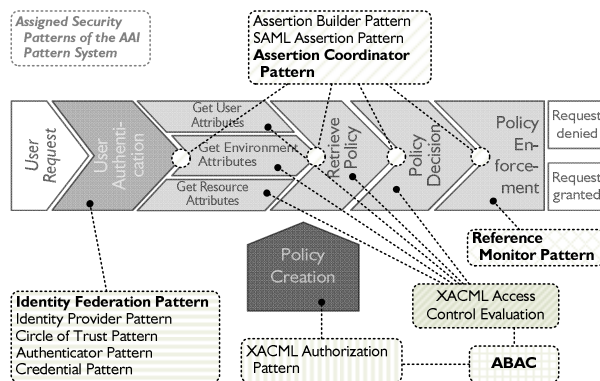 Assigned Security
Patterns of the AAI
Pattern System
Assertion Builder Pattern
SAML Assertion Pattern
Assertion Coordinator
Pattern
User
Request
User
Authenti-
cation
Get User
Attributes
Get Environment
Attributes
Get Resource
Attributes
Retrieve
Policy
Policy
Decision
Policy
En-
force-
ment
Request
denied
Request
granted
Policy
Creation
Reference
Monitor Pattern
Identity Federation Pattern
Identity Provider Pattern
Circle of Trust Pattern
Authenticator Pattern
Credential Pattern
XACML Access
Control Evaluation
XACML Authorization
Pattern
ABAC